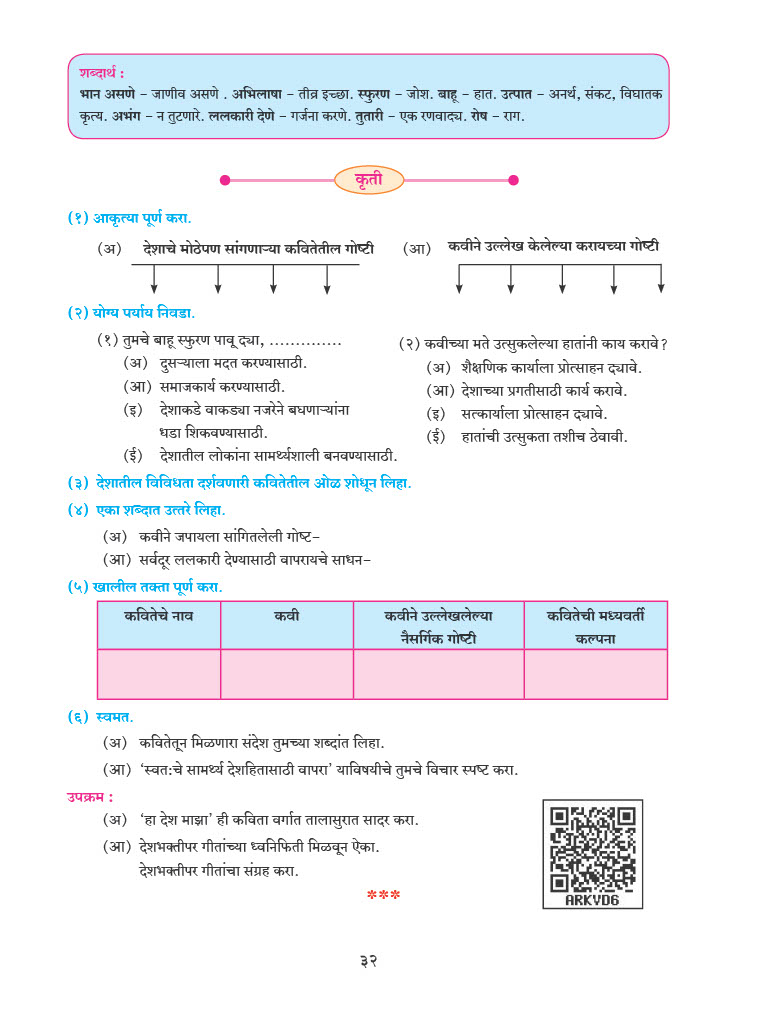 शब्दार्थ :
भान असणे – जाणीव असणे . अभिलाषा – तीव्र इच्छा. स्फुरण – जोश. बाहू – हात. उत्पात – अनर्थ, संकट, विघातक
कृत्य. अभंग – न तुटणारे. ललकारी देणे – गर्जना करणे. तुतारी – एक रणवाद्य. रोष – राग.
कृती
(१) आकृत्या पूर्ण करा.
(अ) देशाचे मोठेपण सांगणाऱ्या कवितेतील गोष्टी
(आ) कवीने उल्लेख केलेल्या करायच्या गोष्टी
(२) योग्य पर्याय निवडा.
(१) तुमचे बाहू स्फुरण पावू द्या, ..............
(अ) दुसऱ्याला मदत करण्यासाठी.
(आ) समाजकार्य करण्यासाठी.
(इ) देशाकडे वाकड्या नजरेने बघणाऱ्यांना
धडा शिकवण्यासाठी.
(ई) देशातील लोकांना सामर्थ्यशाली बनवण्यासाठी.
(२) कवीच्या मते उत्सुकलेल्या हातांनी काय करावे?
(अ) शैक्षणिक कार्याला प्रोत्साहन द्यावे.
(आ) देशाच्या प्रगतीसाठी कार्य करावे.
(इ) सत्कार्याला प्रोत्साहन द्यावे.
(ई) हातांची उत्सुकता तशीच ठेवावी.
(३) देशातील विविधता दर्शवणारी कवितेतील ओळ शोधून लिहा.
(४) एका शब्दात उत्तरे लिहा.
(अ) कवीने जपायला सांगितलेली गोष्ट–
(आ) सर्वदूर ललकारी देण्यासाठी वापरायचे साधन–
(५) खालील तक्ता पूर्ण करा.
कवितेचे नाव
कवी
कवीने उल्लेखलेल्या
नैसर्गिक गोष्टी
कवितेची मध्यवर्ती
कल्पना
(६) स्वमत.
(अ) कवितेतून मिळणारा संदेश तुमच्या शब्दांत लिहा.
(आ) ‘स्वत:चे सामर्थ्य देशहितासाठी वापरा’ याविषयीचे तुमचे विचार स्पष्ट करा.
उपक्रम :
(अ) ‘हा देश माझा’ ही कविता वर्गात तालासुरात सादर करा.
(आ) देशभक्तीपर गीतांच्या ध्वनिफिती मिळवून ऐका.
देशभक्तीपर गीतांचा संग्रह करा.
ARKVD6
***
३२